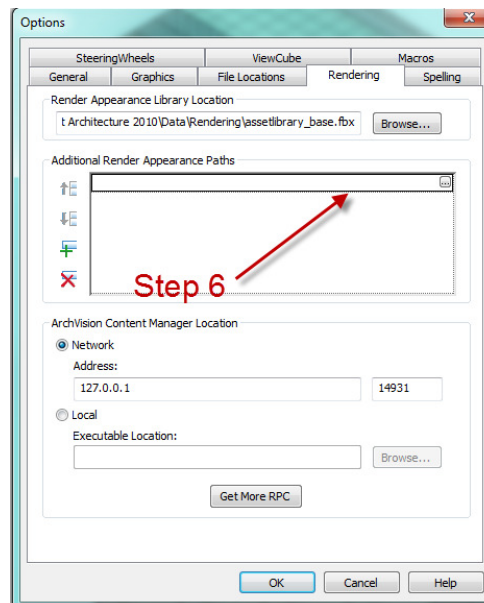 Options
SteeringWheels ViewCube Macros
General Graphics File Locations Rendering Spelling
Render Appearance Library Location
t Architecture 2010\Data\Rendering\assetlibrary_base.fbx Browse...
Additional Render Appearance Paths
...
Step 6
ArchVision Content Manager Location
Network
Address:
127.0.0.1 14931
Local
Executable Location:
Browse...
Get More RPC
OK Cancel Help